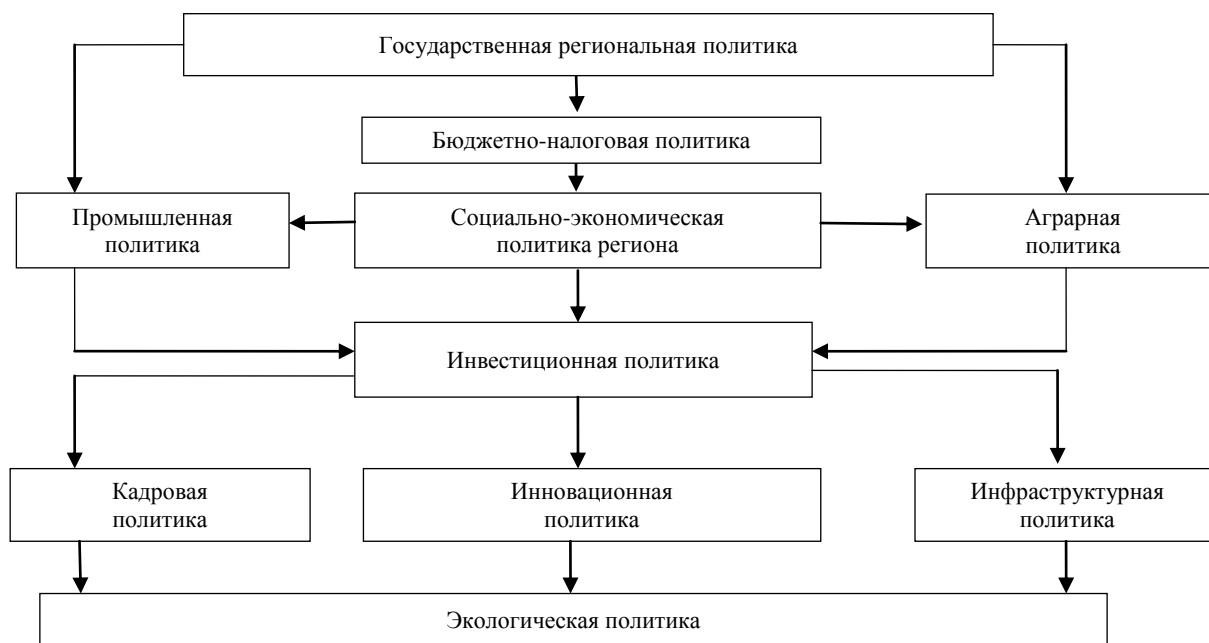 Государственная региональная политика
Бюджетно-налоговая политика
Промышленная
политика
Социально-экономическая
политика региона
Аграрная
политика
Инвестиционная политика
Кадровая
политика
Инновационная
политика
Инфраструктурная
политика
Экологическая политика